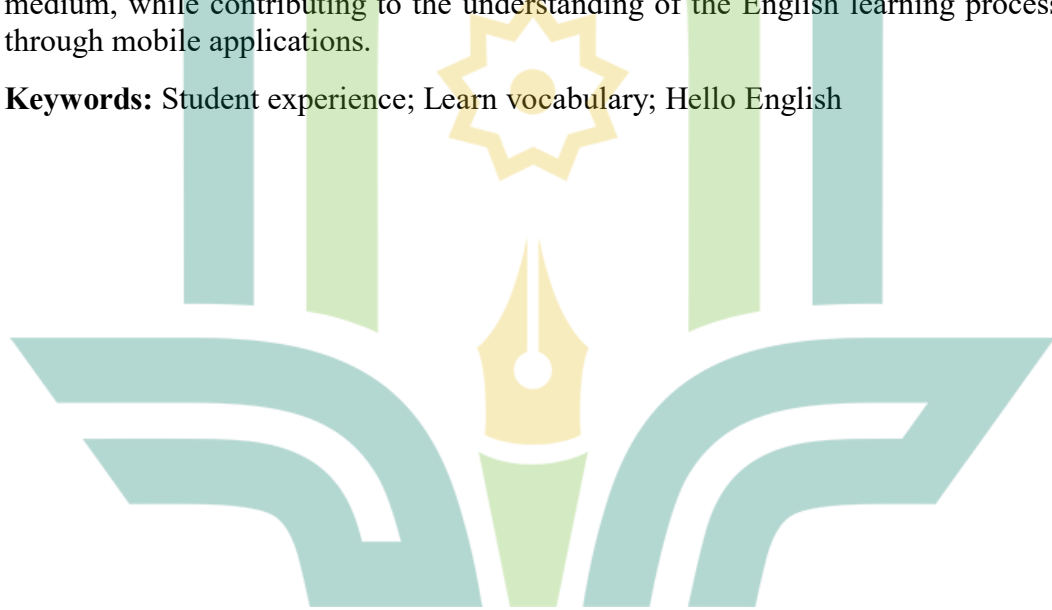 medium, while contributing to the understanding of the English learning process
through mobile applications.
Keywords: Student experience; Learn vocabulary; Hello English